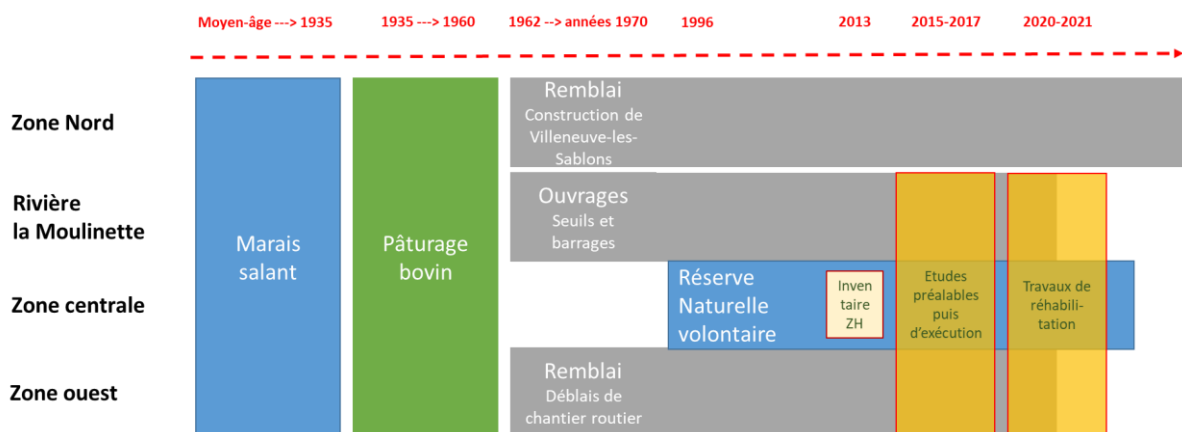 Moyen-âge ---> 1935
1935 ---> 1960
1962 --> années 1970
1996
2013
2015-2017
2020-2021
Zone Nord
Remblai
Construction de
Villeneuve-les-
Sablons
Rivière
la Moulinette
Ouvrages
Seuils et
barrages
Marais
salant
Pâturage
bovin
Zone centrale
Réserve
Naturelle
volontaire
Inven
taire
ZH
Etudes
préalables
puis
d'exécution
Travaux de
réhabili-
tation
Zone ouest
Remblai
Déblais de
chantier routier